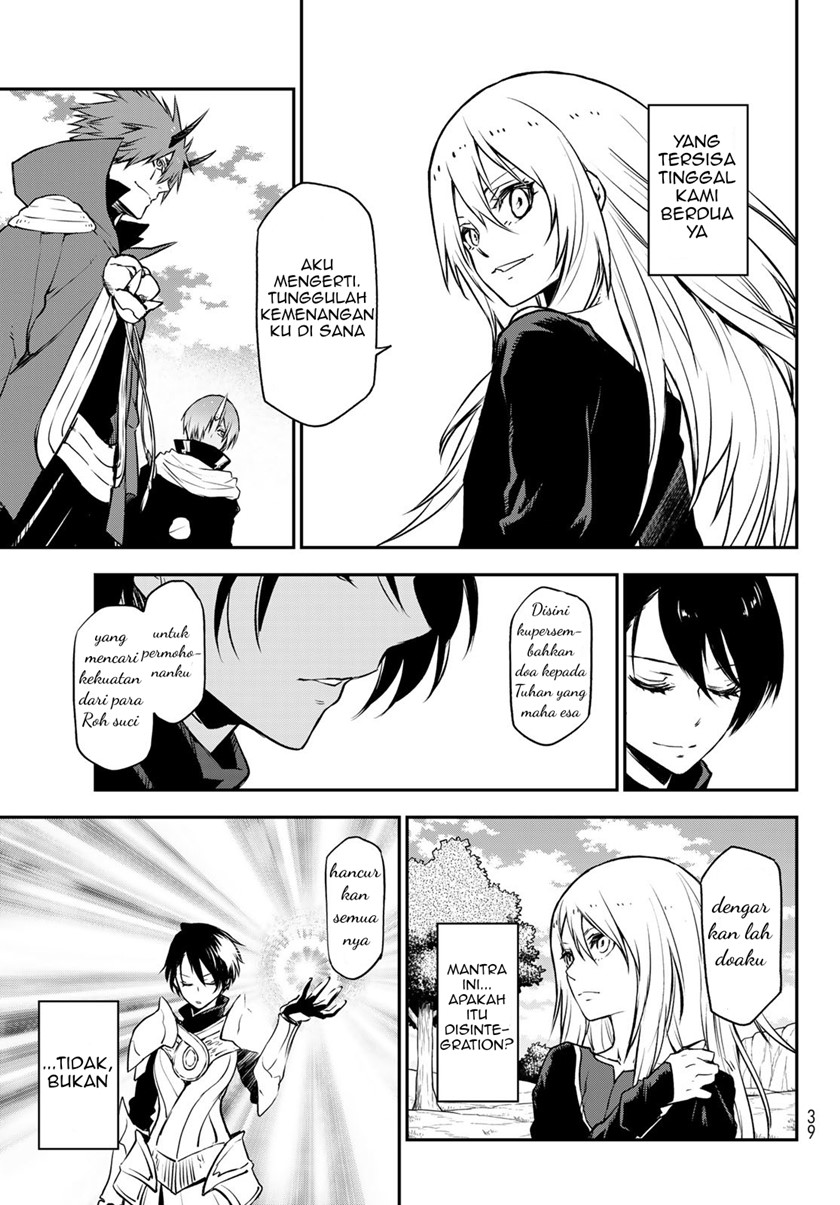 YANG
TERSISA
TINGGAL
KAMI
BERDUA
YA
AKU
MENGERTI.
TUNGGULAH
KEMENANGAN
KU DI SANA
Disini
kupersem-
bahkan
doa kepada
Tuhan yang
maha esa
untuk
permoho-
nanku
yang
mencari
kekuatan
dari para
Roh suci
dengar
kan lah
doaku
MANTRA
INI...
APAKAH
ITU
DISINTE-
GRATION?
hancur
kan
semua
nya
...TIDAK,
BUKAN
39